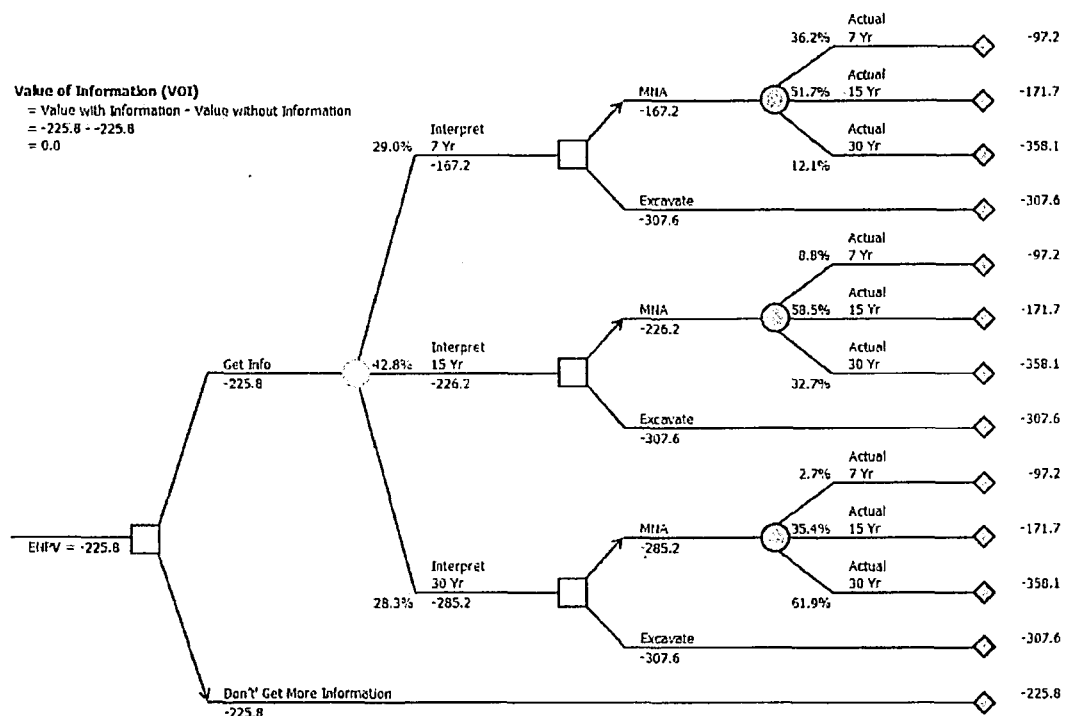 Actual
36.2% 7 Yr -97.2
Value of Information (VOI)
= Value with Information - Value without Information
= -225.8 - -225.8
= 0.0
MNA
-167.2
Actual
51.7% 15 Yr -171.7
Interpret
29.0% 7 Yr
-167.2
Actual
30 Yr -358.1
12.1%
Excavate
-307.6 -307.6
Actual
8.8% 7 Yr -97.2
MNA
-226.2
Actual
58.5% 15 Yr -171.7
Get Info
-225.8
Interpret
42.8% 15 Yr
-226.2
Actual
30 Yr -358.1
32.7%
Excavate
-307.6 -307.6
Actual
2.7% 7 Yr -97.2
ENPV = -225.8
MNA
-285.2
Actual
35.4% 15 Yr -171.7
Interpret
30 Yr
28.3% -285.2
Actual
30 Yr -358.1
61.9%
Excavate
-307.6 -307.6
Don't' Get More Information
-225.8 -225.8